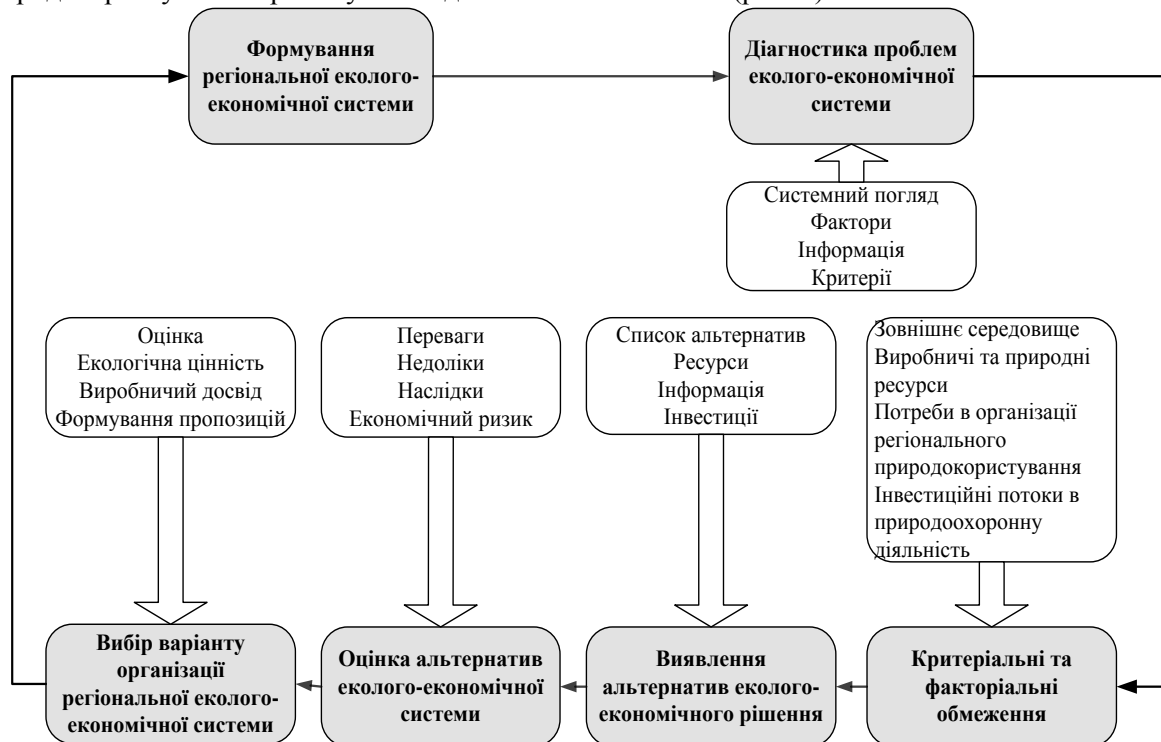 Формування
регіональної еколого-
економічної системи
Діагностика проблем
еколого-економічної
системи
Системний погляд
Фактори
Інформація
Критерії
Оцінка
Екологічна цінність
Виробничий досвід
Формування пропозицій
Переваги
Недоліки
Наслідки
Економічний ризик
Список альтернатив
Ресурси
Інформація
Інвестиції
Зовнішнє середовище
Виробничі та природні
ресурси
Потреби в організації
регіонального
природокористування
Інвестиційні потоки в
природоохоронну
діяльність
Вибір варіанту
організації
регіональної еколого-
економічної системи
Оцінка альтернатив
еколого-економічної
системи
Виявлення
альтернатив еколого-
економічного рішення
Критеріальні та
факторіальні
обмеження